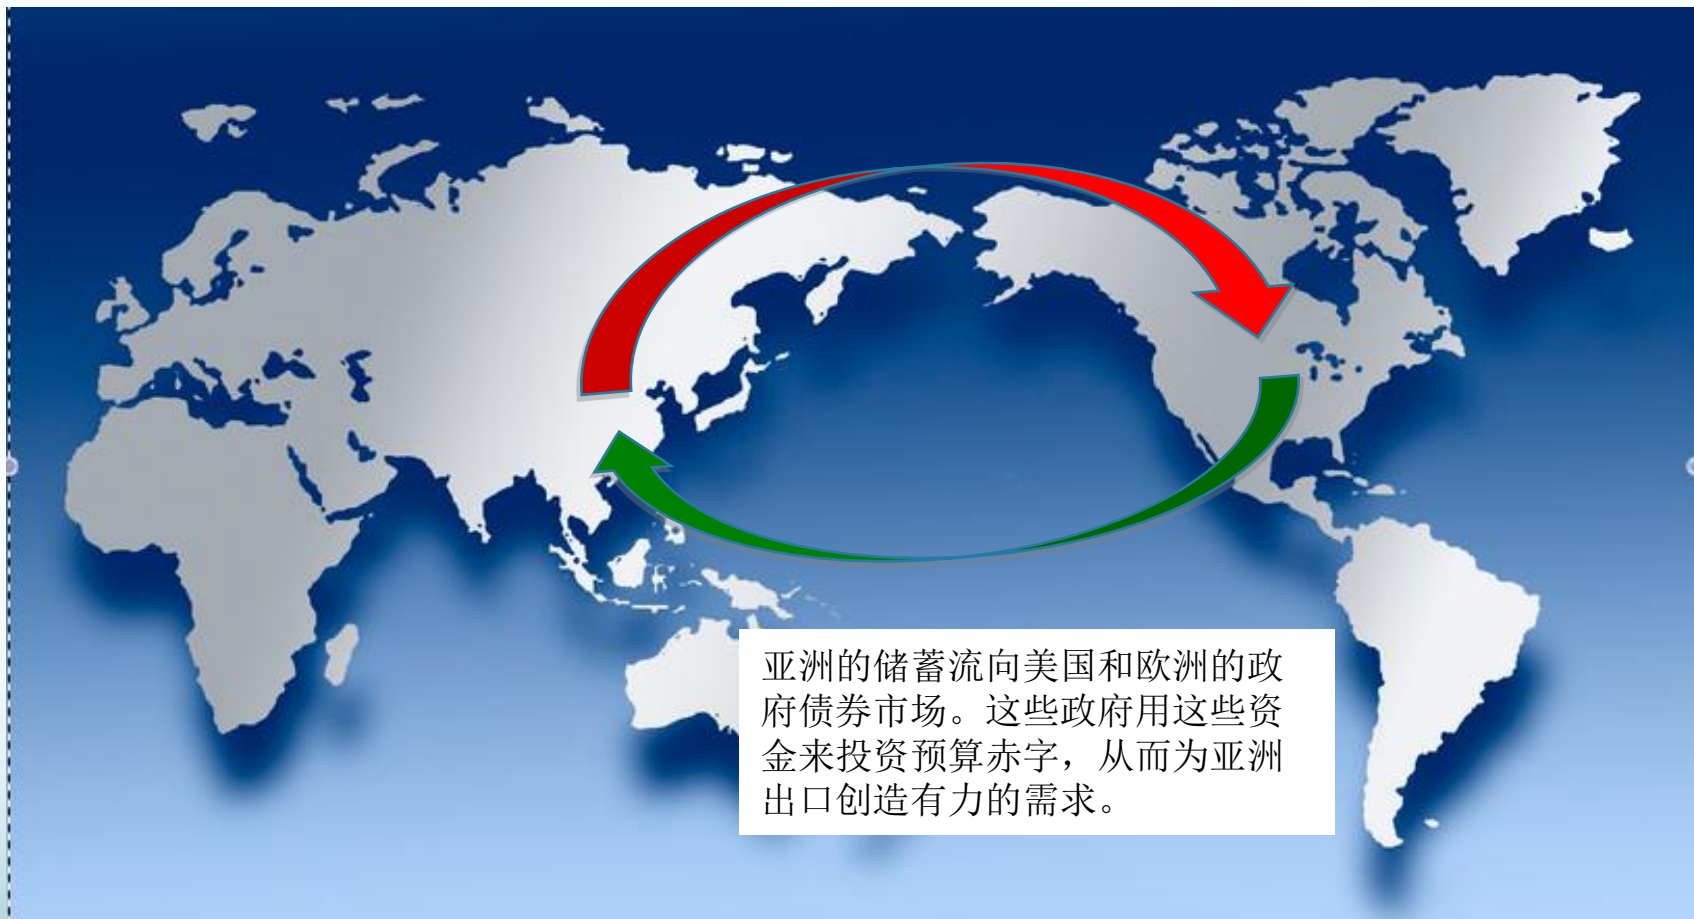 亚洲的储蓄流向美国和欧洲的政
府债券市场。这些政府用这些资
金来投资预算赤字，从而为亚洲
出口创造有力的需求。